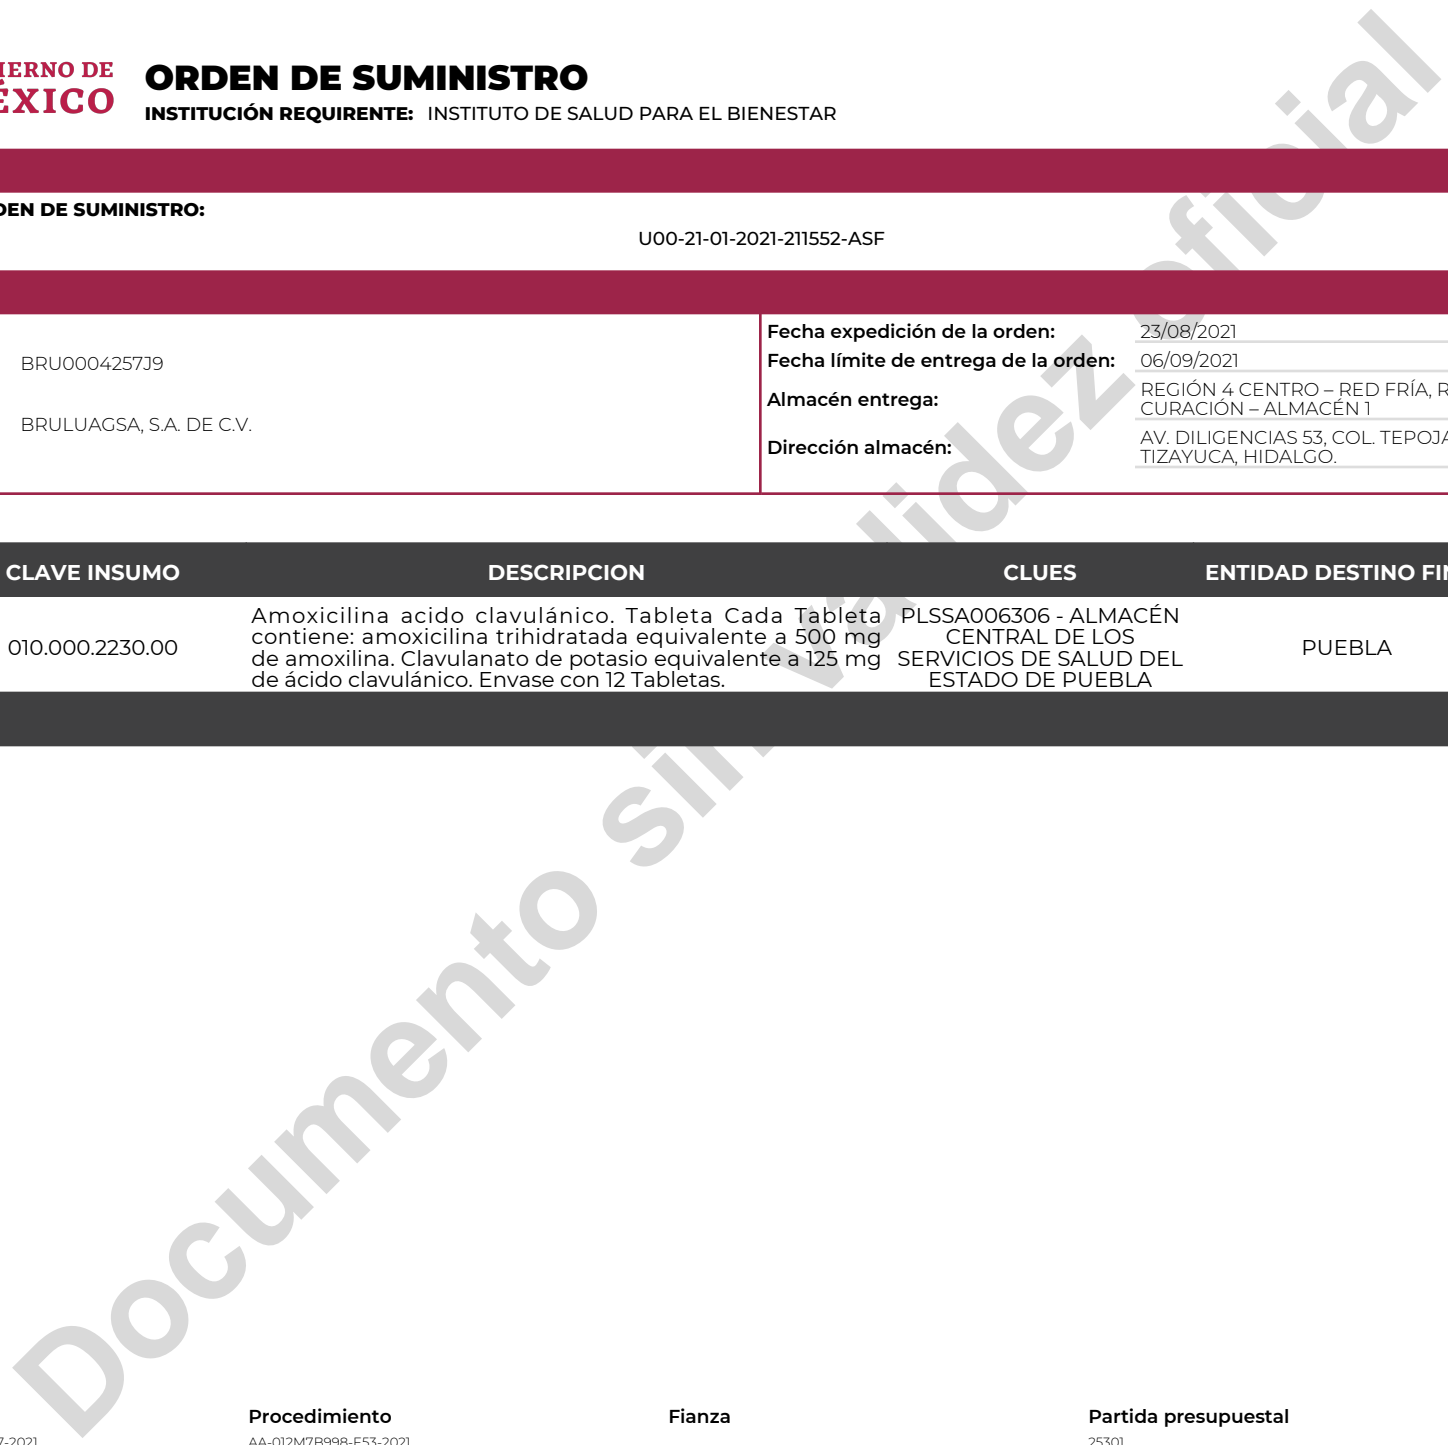 ORDEN DE SUMINISTRO
INSTITUCIÓN REQUIRENTE: INSTITUTO DE SALUD PARA EL BIENESTAR
DE SUMINISTRO:
U00-21-01-2021-211552-ASF
BRU0004257J9
BRULUAGSA, S.A. DE C.V.
Fecha expedición de la orden: 23/08/2021
Fecha límite de entrega de la orden: 06/09/2021
Almacén entrega: REGIÓN 4 CENTRO – RED FRÍA,
CURACIÓN – ALMACÉN 1
Dirección almacén: AV. DILIGENCIAS 53, COL.
TIZAYUCA, HIDALGO.
CLAVE INSUMO DESCRIPCION CLUES ENTIDAD DESTINO
010.000.2230.00
Amoxicilina acido clavulánico. Tableta Cada Tableta
contiene: amoxicilina trihidratada equivalente a 500 mg
de amoxilina. Clavulanato de potasio equivalente a 125 mg
de ácido clavulánico. Envase con 12 Tabletas.
PLSSA006306 - ALMACÉN
CENTRAL DE LOS
SERVICIOS DE SALUD DEL
ESTADO DE PUEBLA
PUEBLA
Documento sin validez oficial
Procedimiento Fianza Partida presupuestal
AA-012M7B998-E53-2021 25301